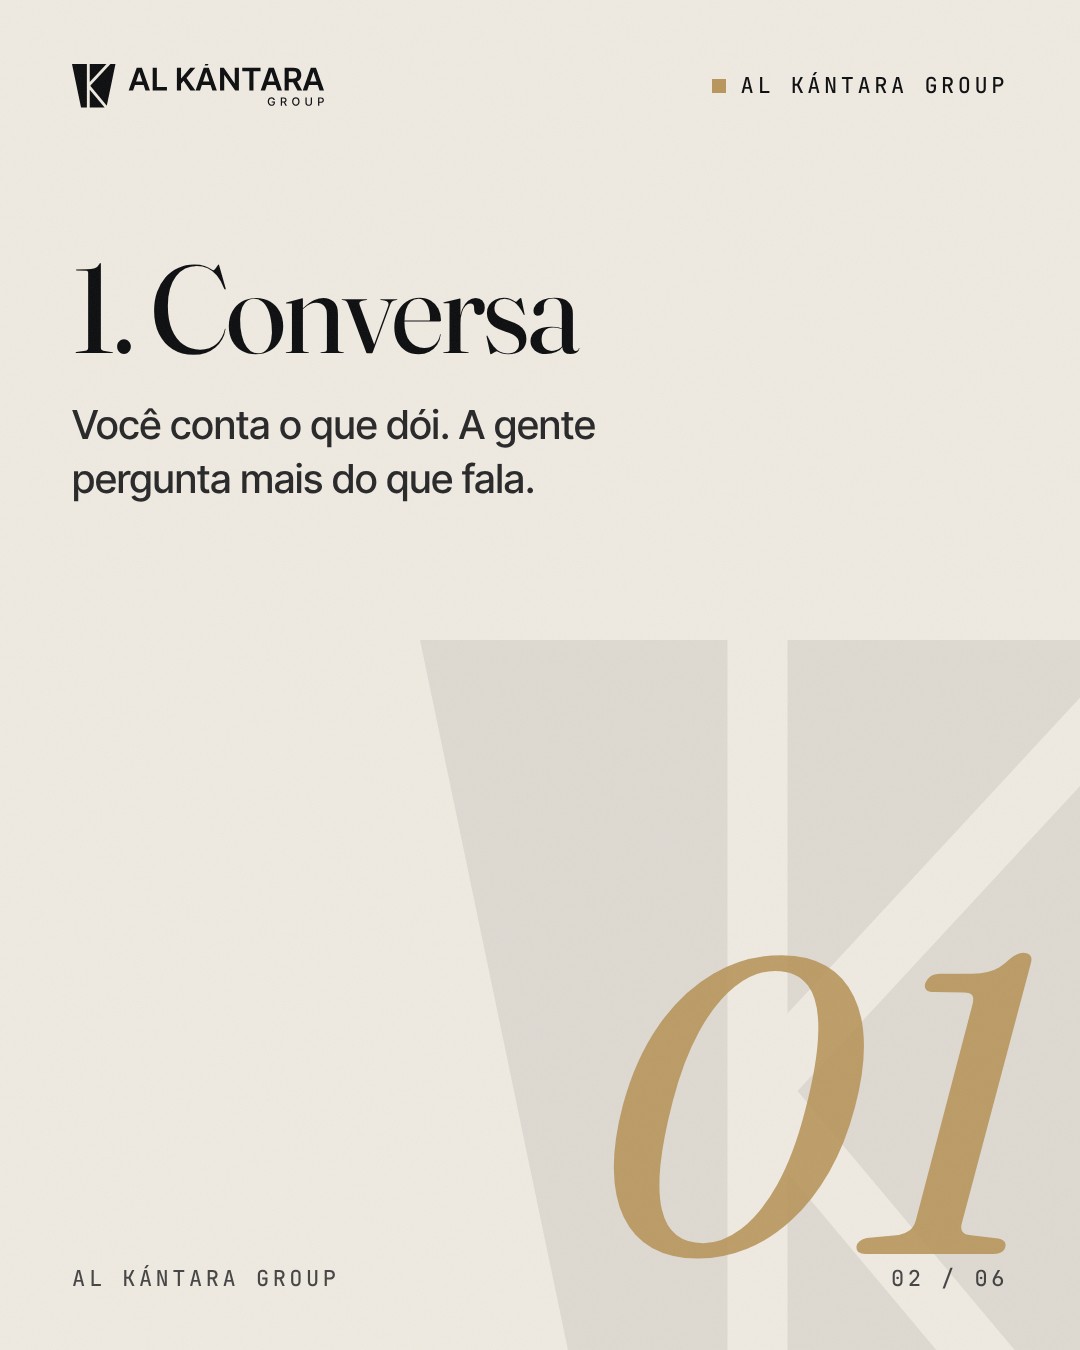 AL KÁNTARA
GROUP
AL KÁNTARA GROUP
1. Conversa
Você conta o que dói. A gente
pergunta mais do que fala.
01
AL KÁNTARA GROUP
02 / 06